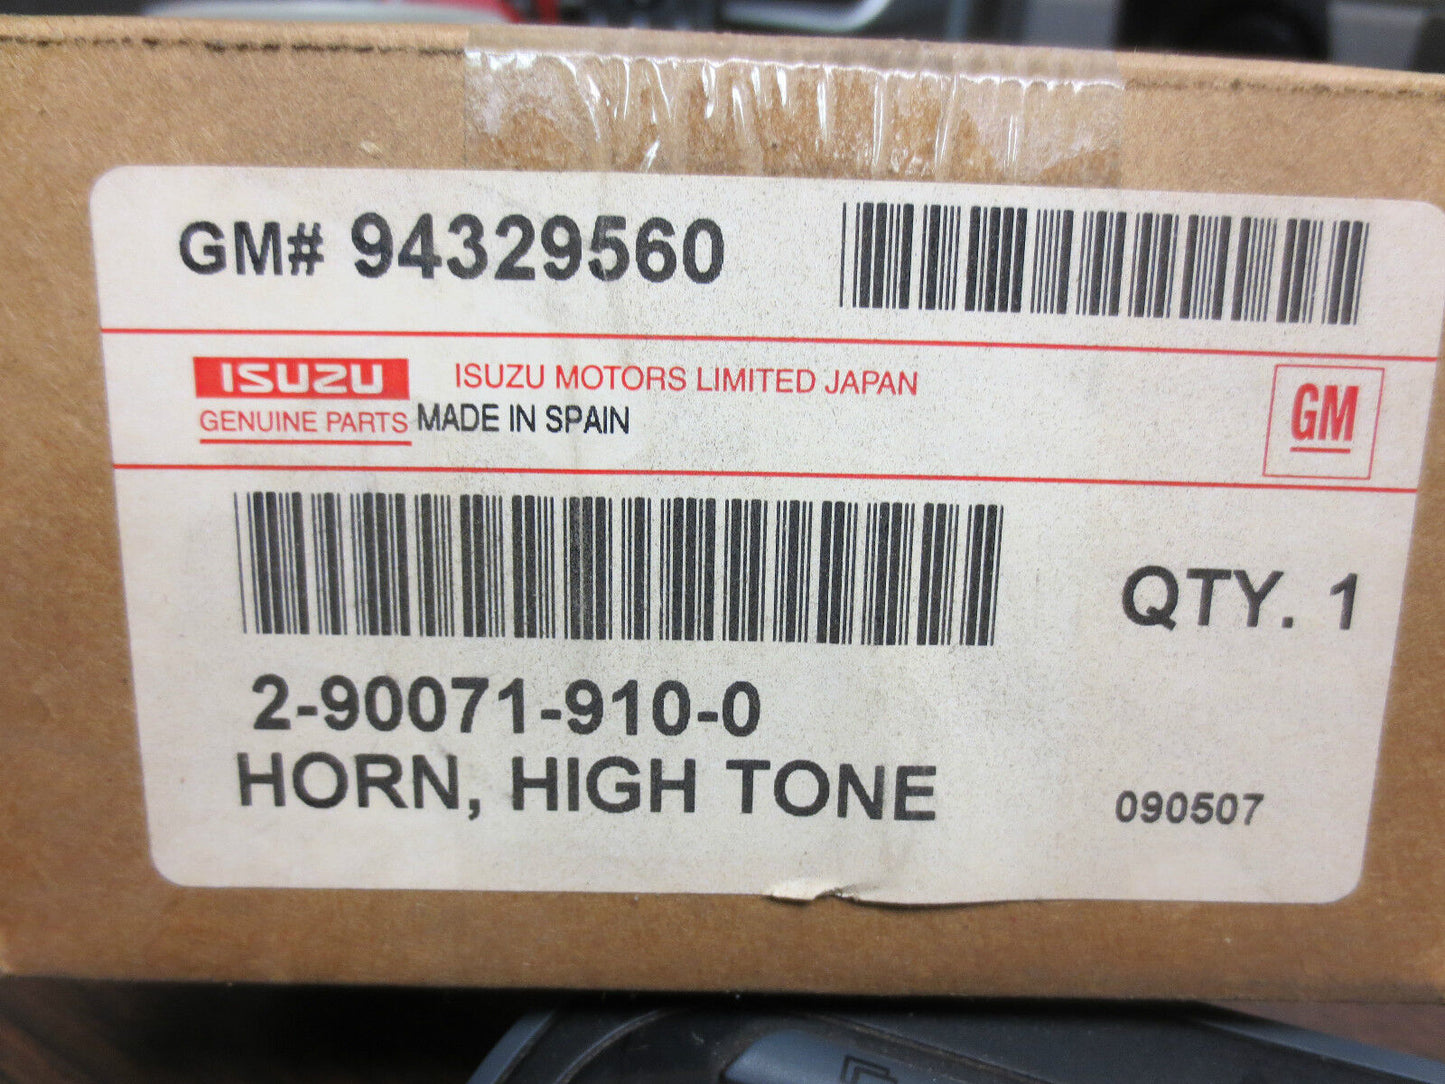 GM# 94329560
ISUZU ISUZU MOTORS LIMITED JAPAN
GENUINE PARTS MADE IN SPAIN
GM
QTY. 1
2-90071-910-0
HORN, HIGH TONE
090507